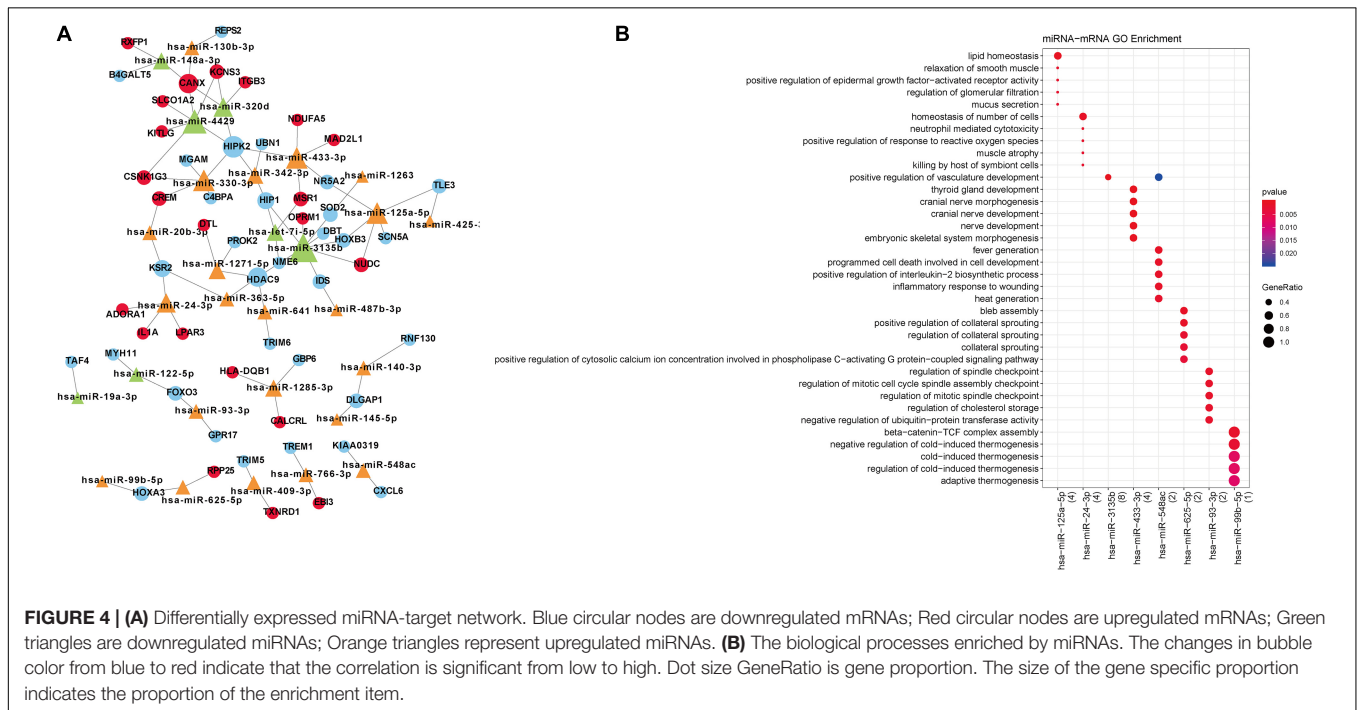 A
REPS2
RXFP1
hsa-miR-130b-3p
hsa-miR-148a-3p
B4GALT5
KCNS3
CANX
ITGB3
SLCO1A2
hsa-miR-320d
hsa-miR-4429
NDUFA5
KITLG
UBN1
MAD2L1
HIPK2
hsa-miR-433-3p
MGAM
hsa-miR-342-3p
hsa-miR-1263
CSNK1G3
hsa-miR-330-3p
NR5A2
TLE3
CREM
C4BPA
HIP1
MSR1
SOD2
hsa-miR-125a-5p
OPRM1
hsa-miR-425-
DTL
hsa-miR-20b-3p
hsa-let-7i-5p
DBT
HOXB3
SCN5A
PROK2
hsa-miR-3135b
hsa-miR-1271-5p
NME6
NUDC
KSR2
HDAC9
IDS
hsa-miR-363-5p
hsa-miR-24-3p
hsa-miR-641
hsa-miR-487b-3p
ADORA1
IL1A
LPAR3
TRIM6
RNF130
MYH11
GBP6
TAF4
hsa-miR-122-5p
HLA-DQB1
hsa-miR-140-3p
hsa-miR-1285-3p
FOXO3
DLGAP1
hsa-miR-19a-3p
hsa-miR-93-3p
CALCRL
hsa-miR-145-5p
GPR17
TREM1
KIAA0319
TRIM5
RPP25
hsa-miR-766-3p
hsa-miR-548ac
hsa-miR-99b-5p
HOXA3
hsa-miR-409-3p
hsa-miR-625-5p
CXCL6
EBI3
TXNRD1
B
miRNA−mRNA GO Enrichment
lipid homeostasis
relaxation of smooth muscle
positive regulation of epidermal growth factor−activated receptor activity
regulation of glomerular filtration
mucus secretion
homeostasis of number of cells
neutrophil mediated cytotoxicity
positive regulation of response to reactive oxygen species
muscle atrophy
killing by host of symbiont cells
positive regulation of vasculature development
thyroid gland development
cranial nerve morphogenesis
cranial nerve development
nerve development
embryonic skeletal system morphogenesis
fever generation
programmed cell death involved in cell development
positive regulation of interleukin−2 biosynthetic process
inflammatory response to wounding
heat generation
bleb assembly
positive regulation of collateral sprouting
regulation of collateral sprouting
collateral sprouting
positive regulation of cytosolic calcium ion concentration involved in phospholipase C−activating G protein−coupled signaling pathway
regulation of spindle checkpoint
regulation of mitotic cell cycle spindle assembly checkpoint
regulation of mitotic spindle checkpoint
regulation of cholesterol storage
negative regulation of ubiquitin−protein transferase activity
beta−catenin−TCF complex assembly
negative regulation of cold−induced thermogenesis
cold−induced thermogenesis
regulation of cold−induced thermogenesis
adaptive thermogenesis
hsa−miR−125a−5p (4)
hsa−miR−24−3p (4)
hsa−miR−3135b (8)
hsa−miR−433−3p (4)
hsa−miR−548ac (2)
hsa−miR−625−5p (2)
hsa−miR−93−3p (2)
hsa−miR−99b−5p (1)
pvalue
0.005
0.010
0.015
0.020
GeneRatio
0.4
0.6
0.8
1.0
FIGURE 4 | (A) Differentially expressed miRNA-target network. Blue circular nodes are downregulated mRNAs; Red circular nodes are upregulated mRNAs; Green
triangles are downregulated miRNAs; Orange triangles represent upregulated miRNAs. (B) The biological processes enriched by miRNAs. The changes in bubble
color from blue to red indicate that the correlation is significant from low to high. Dot size GeneRatio is gene proportion. The size of the gene specific proportion
indicates the proportion of the enrichment item.